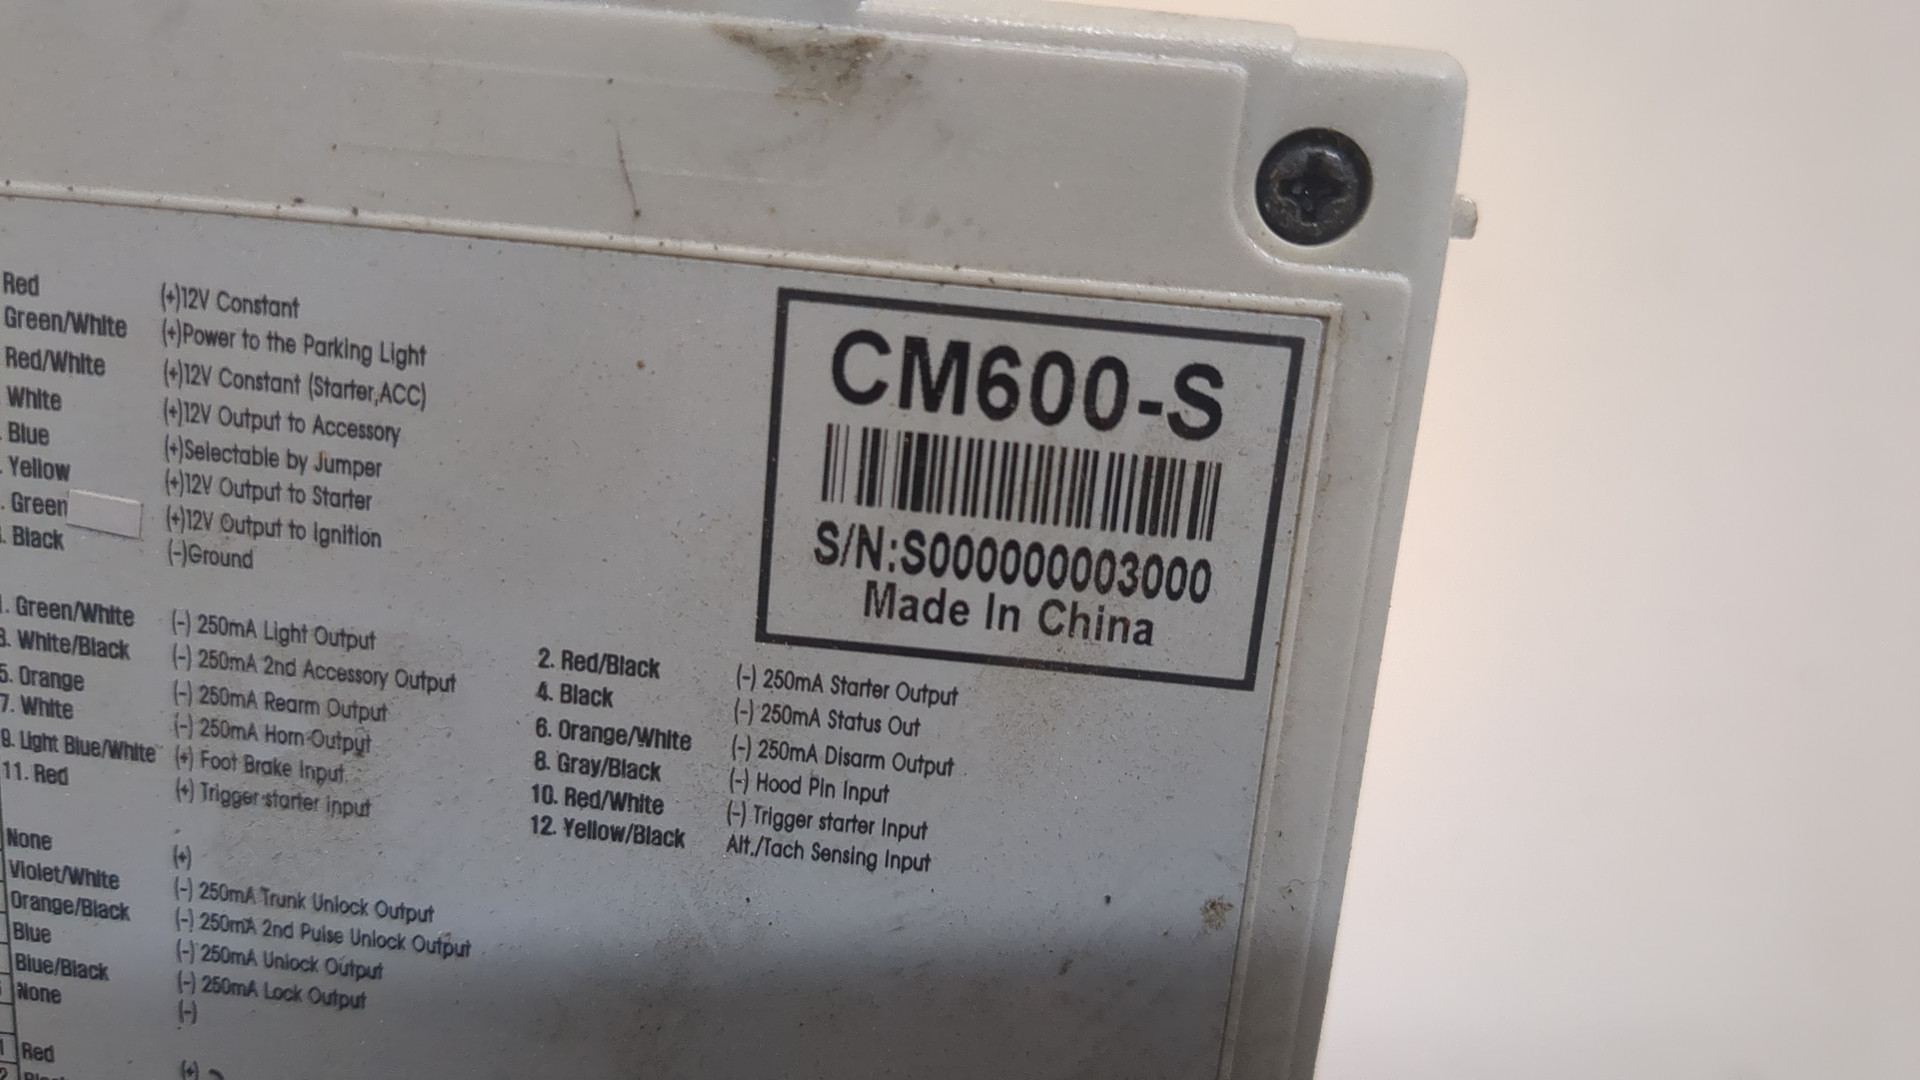 Red (+)12V Constant
Green/White (+)Power to the Parking Light
Red/White (+)12V Constant (Starter,ACC)
White (+)12V Output to Accessory
Blue (+)Selectable by Jumper
Yellow (+)12V Output to Starter
Green (+)12V Output to Ignition
Black (-)Ground
CM600-S
S/N:S000000003000
Made In China
1. Green/White (-) 250mA Light Output
3. White/Black (-) 250mA 2nd Accessory Output
5. Orange (-) 250mA Rearm Output
7. White (-) 250mA Horn Output
9. Light Blue/White (+) Foot Brake Input
11. Red (+) Trigger starter input
2. Red/Black (-) 250mA Starter Output
4. Black (-) 250mA Status Out
6. Orange/White (-) 250mA Disarm Output
8. Gray/Black (-) Hood Pin Input
10. Red/White (-) Trigger starter Input
12. Yellow/Black Alt./Tach Sensing Input
None (+)
Violet/White (-) 250mA Trunk Unlock Output
Orange/Black (-) 250mA 2nd Pulse Unlock Output
Blue (-) 250mA Unlock Output
Blue/Black (-) 250mA Lock Output
None (-)
1 Red (+)
2